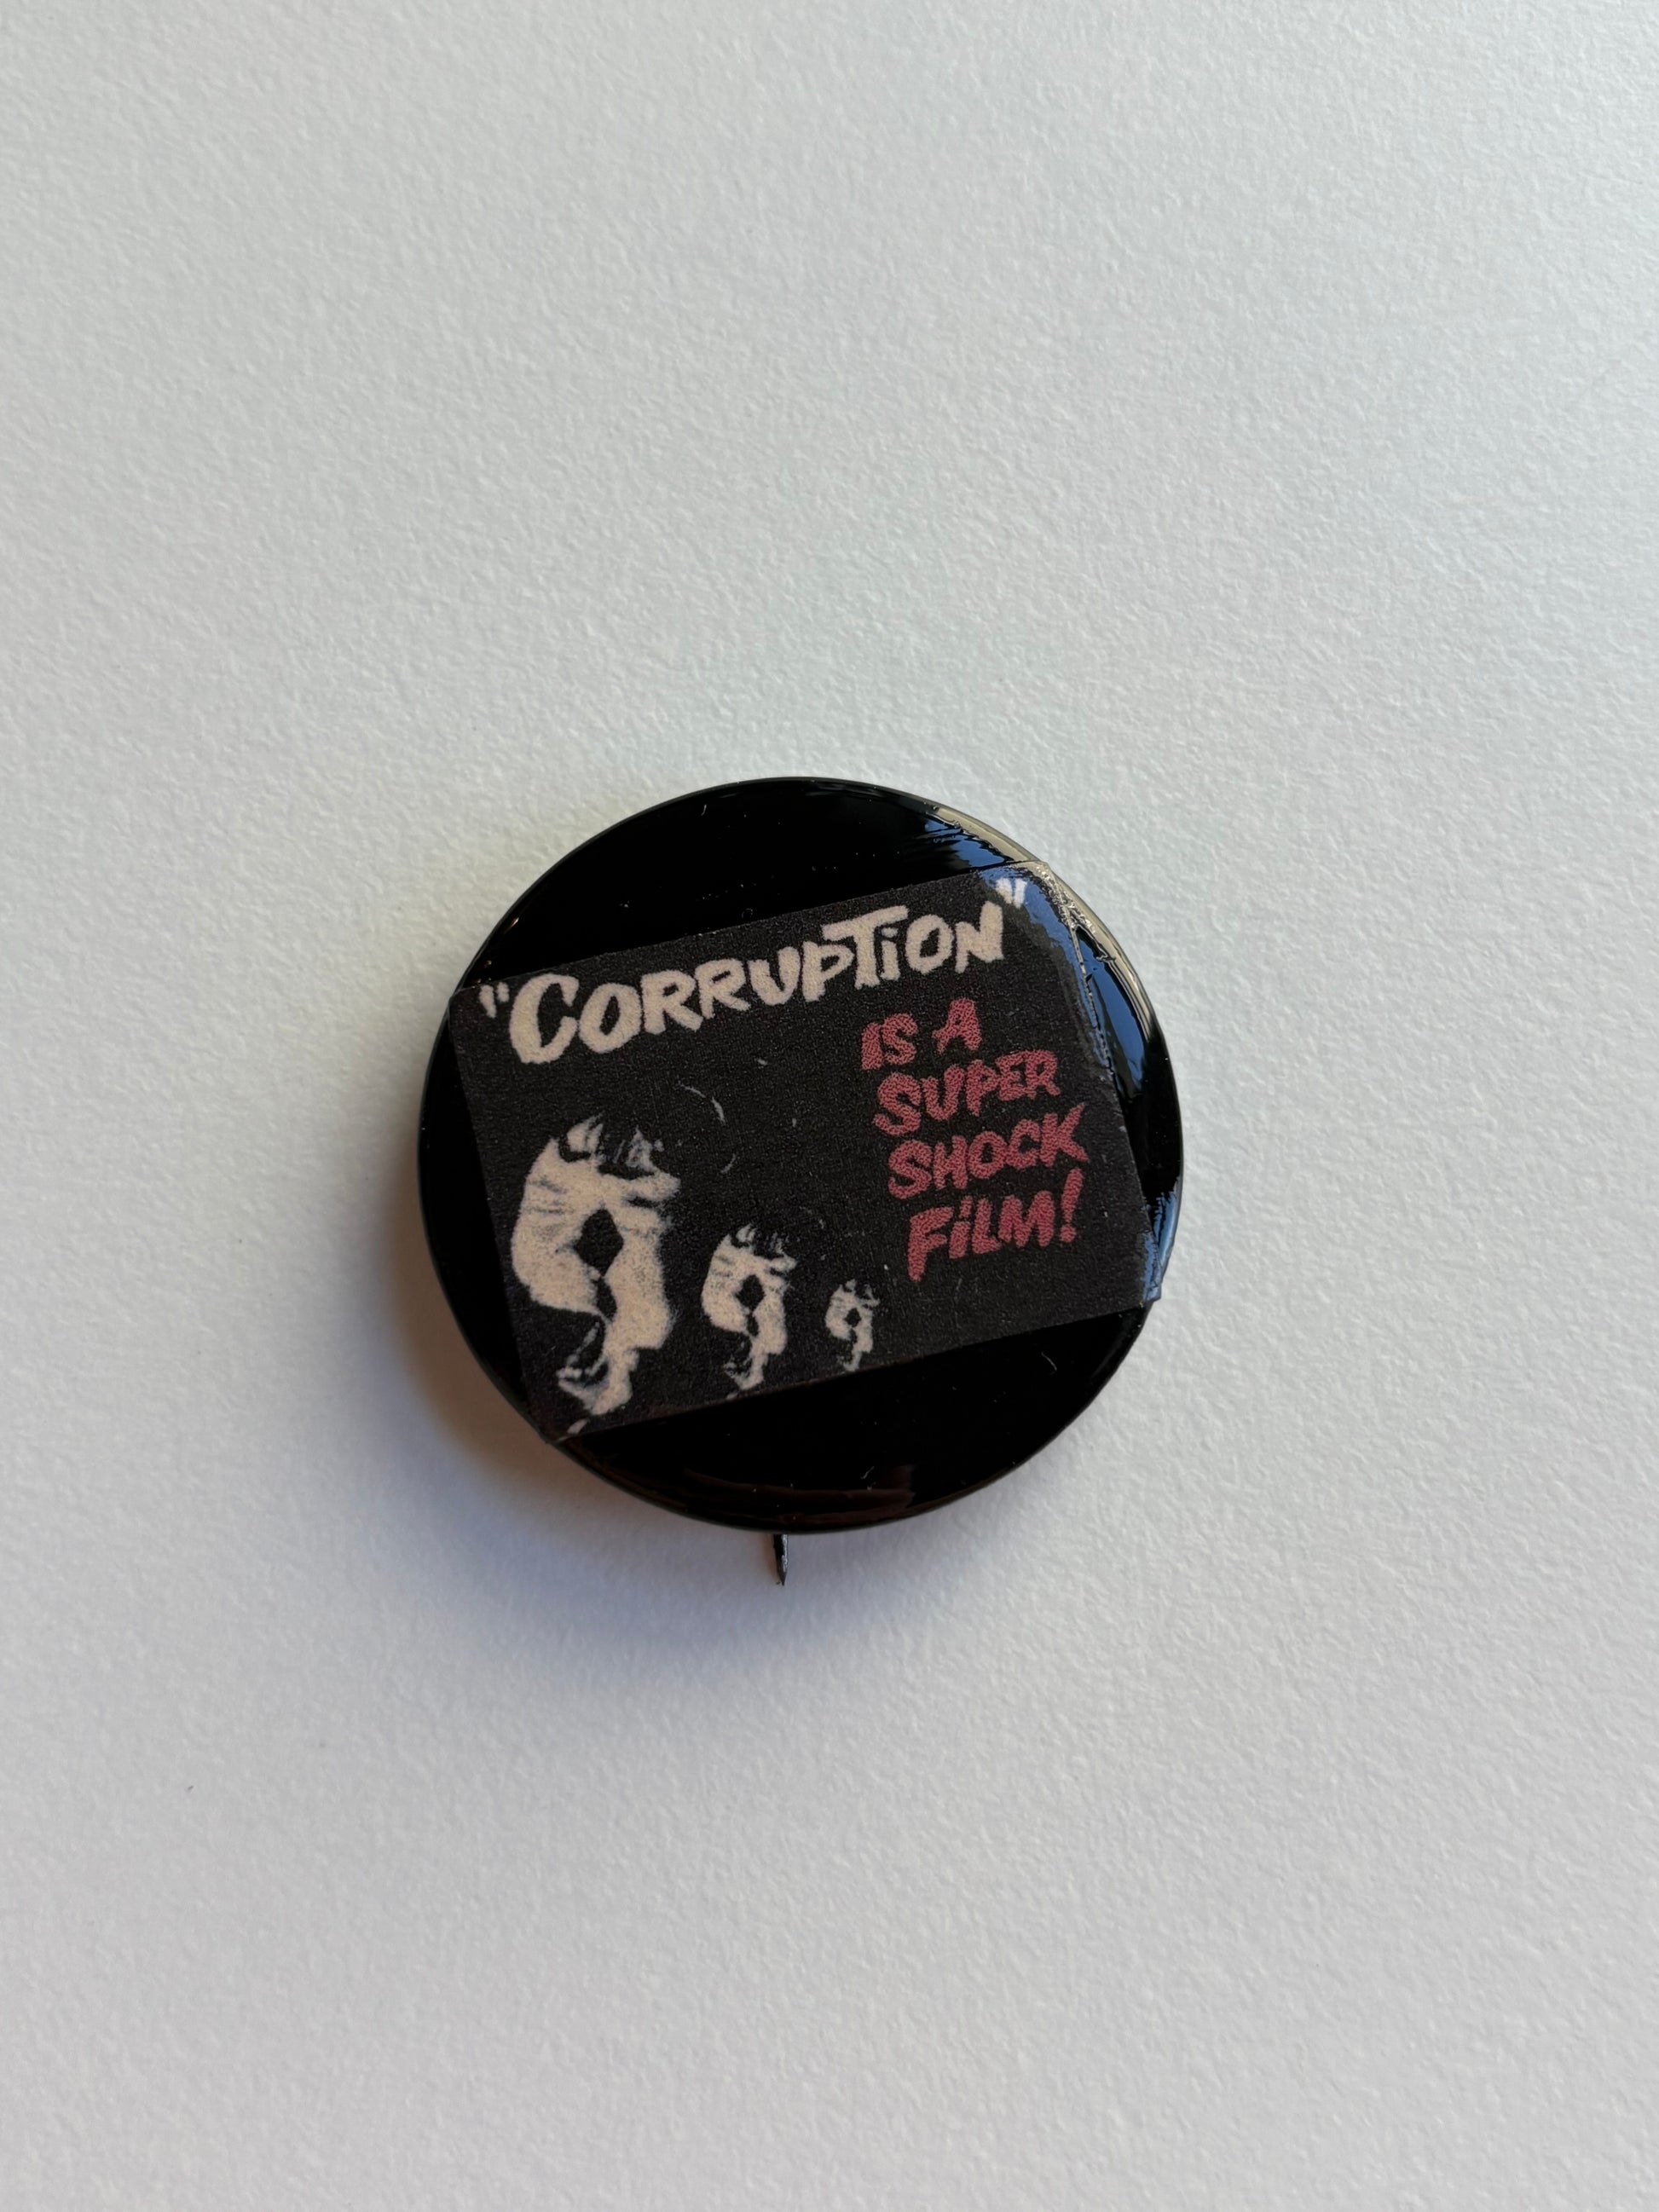 "CORRUPTiON"
iS A
SUPER
SHOCK
FiLM!